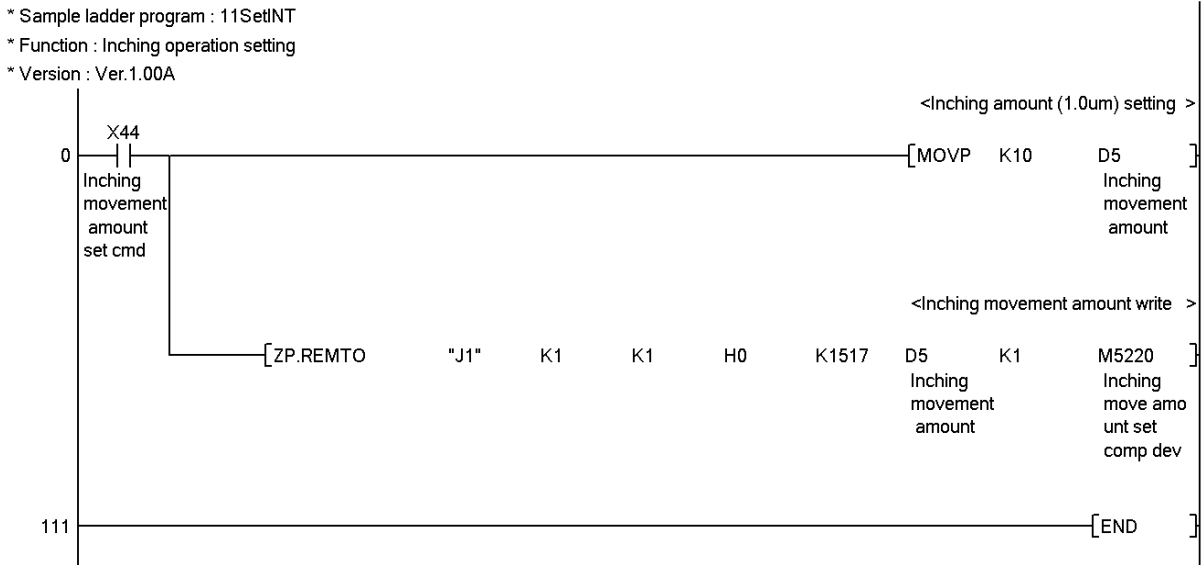 * Sample ladder program : 11SetINT
* Function : Inching operation setting
* Version : Ver.1.00A
<Inching amount (1.0um) setting >
X44
0
MOVP K10 D5
Inching
movement
amount
set cmd
Inching
movement
amount
<Inching movement amount write >
ZP.REMTO "J1" K1 K1 H0 K1517 D5 K1 M5220
Inching
movement
amount
Inching
move amo
unt set
comp dev
111
END